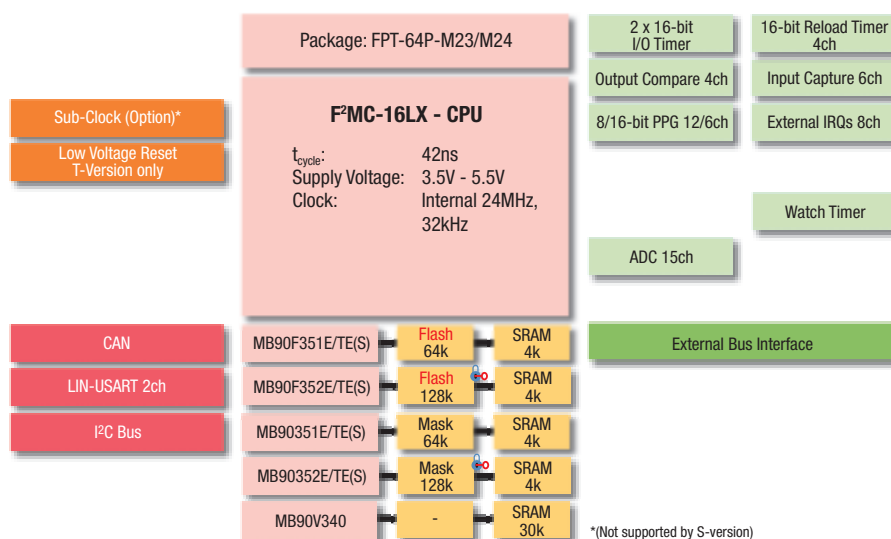 Package: FPT-64P-M23/M24
2 x 16-bit
I/O Timer
16-bit Reload Timer
4ch
Output Compare 4ch
Input Capture 6ch
8/16-bit PPG 12/6ch
External IRQs 8ch
Watch Timer
ADC 15ch
Sub-Clock (Option)*
Low Voltage Reset
T-Version only
F²MC-16LX - CPU
tcycle: 42ns
Supply Voltage: 3.5V - 5.5V
Clock: Internal 24MHz,
32kHz
CAN
LIN-USART 2ch
I²C Bus
MB90F351E/TE(S)
Flash
64k
SRAM
4k
MB90F352E/TE(S)
Flash
128k
SRAM
4k
MB90351E/TE(S)
Mask
64k
SRAM
4k
MB90352E/TE(S)
Mask
128k
SRAM
4k
MB90V340
-
SRAM
30k
External Bus Interface
*(Not supported by S-version)